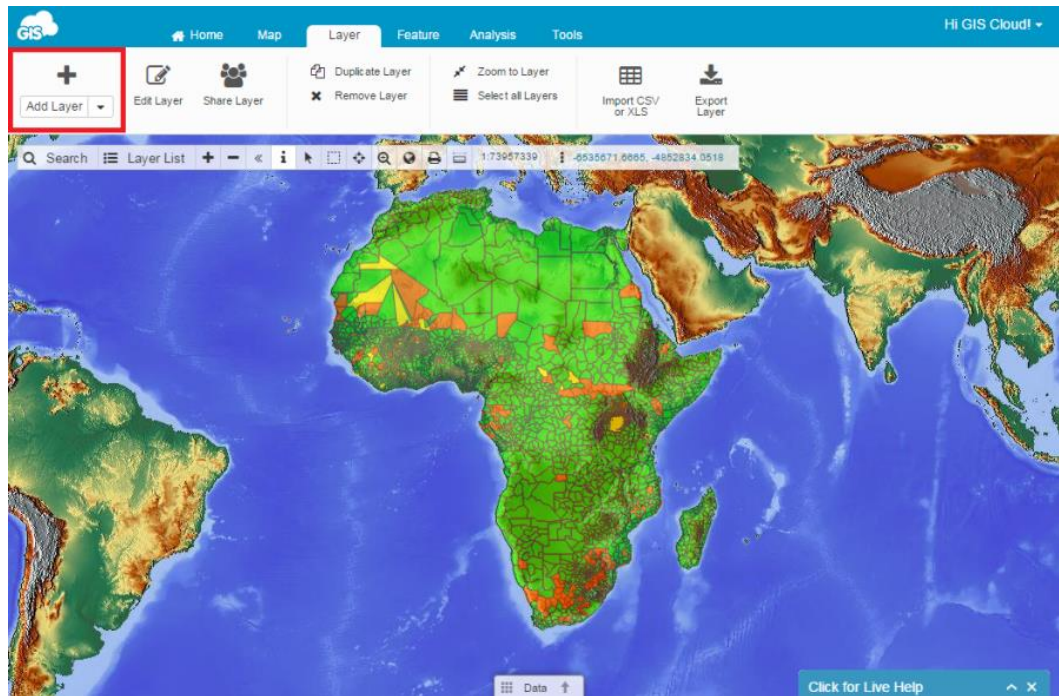 GIS
Home Map Layer Feature Analysis Tools
Hi GIS Cloud!
Add Layer
Edit Layer
Share Layer
Duplicate Layer
Remove Layer
Zoom to Layer
Select all Layers
Import CSV
or XLS
Export
Layer
Search Layer List 1:73957339 -6535671.6665, -4852834.0518
Data
Click for Live Help